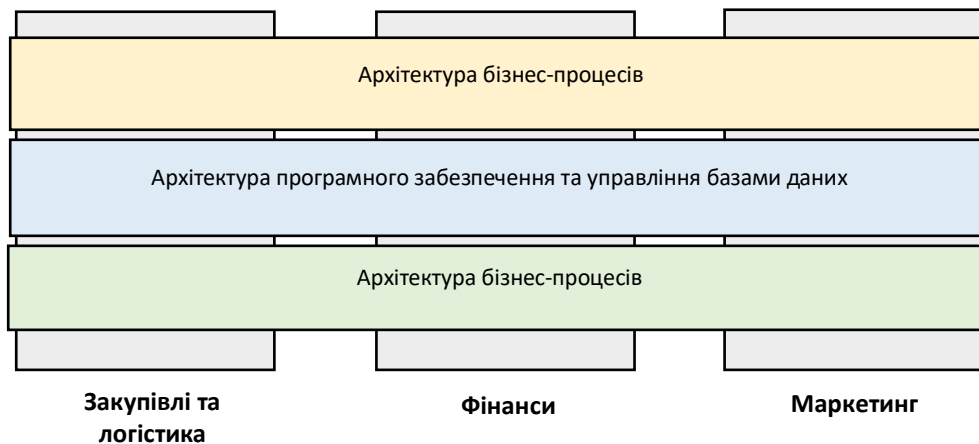 Архітектура бізнес-процесів
Архітектура програмного забезпечення та управління базами даних
Архітектура бізнес-процесів
Закупівлі та
логістика
Фінанси
Маркетинг